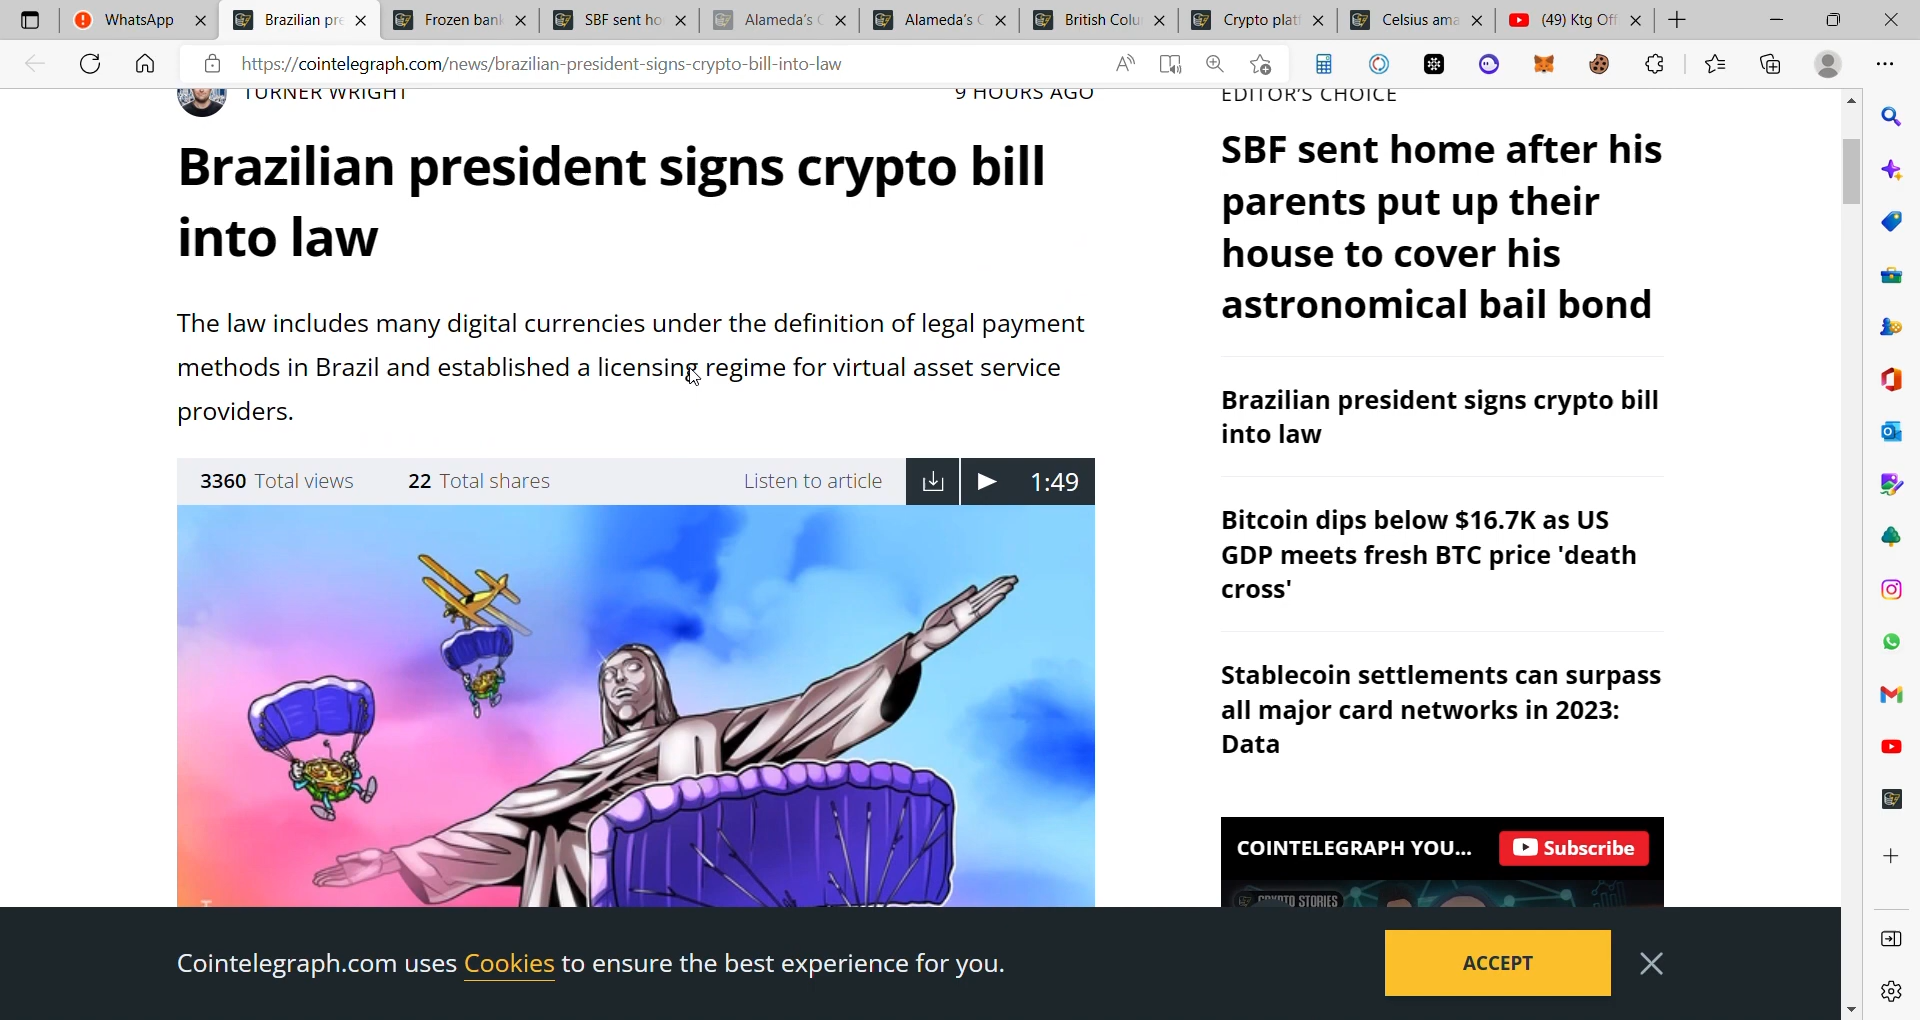 WhatsApp
Brazilian pre
Frozen bank
SBF sent ho
Alameda's C
Alameda's C
British Colu
Crypto plat
Celsius ama
(49) Ktg Off
https://cointelegraph.com/news/brazilian-president-signs-crypto-bill-into-law
TURNER WRIGHT
9 HOURS AGO
Brazilian president signs crypto bill
into law
The law includes many digital currencies under the definition of legal payment
methods in Brazil and established a licensing regime for virtual asset service
providers.
3360 Total views
22 Total shares
Listen to article
1:49
EDITOR'S CHOICE
SBF sent home after his
parents put up their
house to cover his
astronomical bail bond
Brazilian president signs crypto bill
into law
Bitcoin dips below $16.7K as US
GDP meets fresh BTC price 'death
cross'
Stablecoin settlements can surpass
all major card networks in 2023:
Data
COINTELEGRAPH YOU...
Subscribe
CRYPTO STORIES
Cointelegraph.com uses Cookies to ensure the best experience for you.
ACCEPT